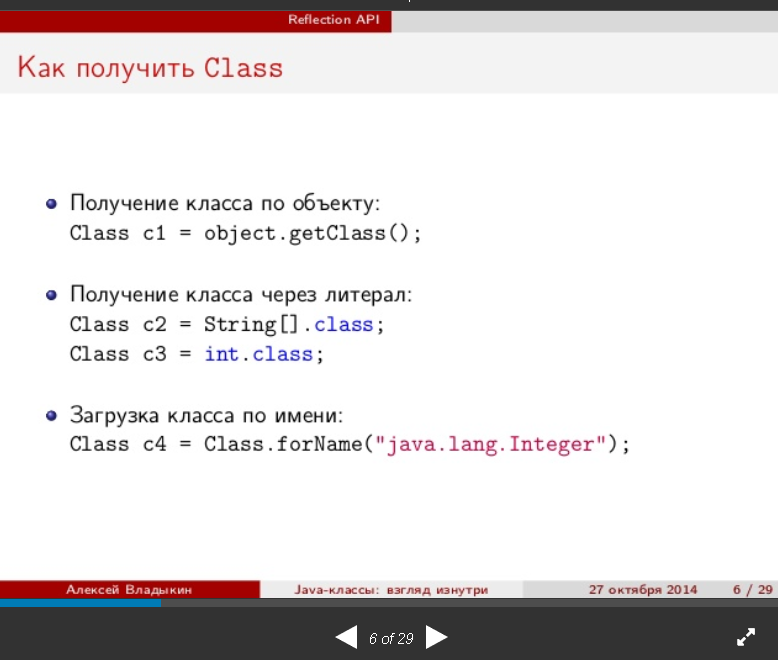 Reflection API
Как получить Class
Получение класса по объекту:
Class c1 = object.getClass();
Получение класса через литерал:
Class c2 = String[].class;
Class c3 = int.class;
Загрузка класса по имени:
Class c4 = Class.forName("java.lang.Integer");
Алексей Владыкин Java-классы: взгляд изнутри 27 октября 2014 6 / 29
6 of 29